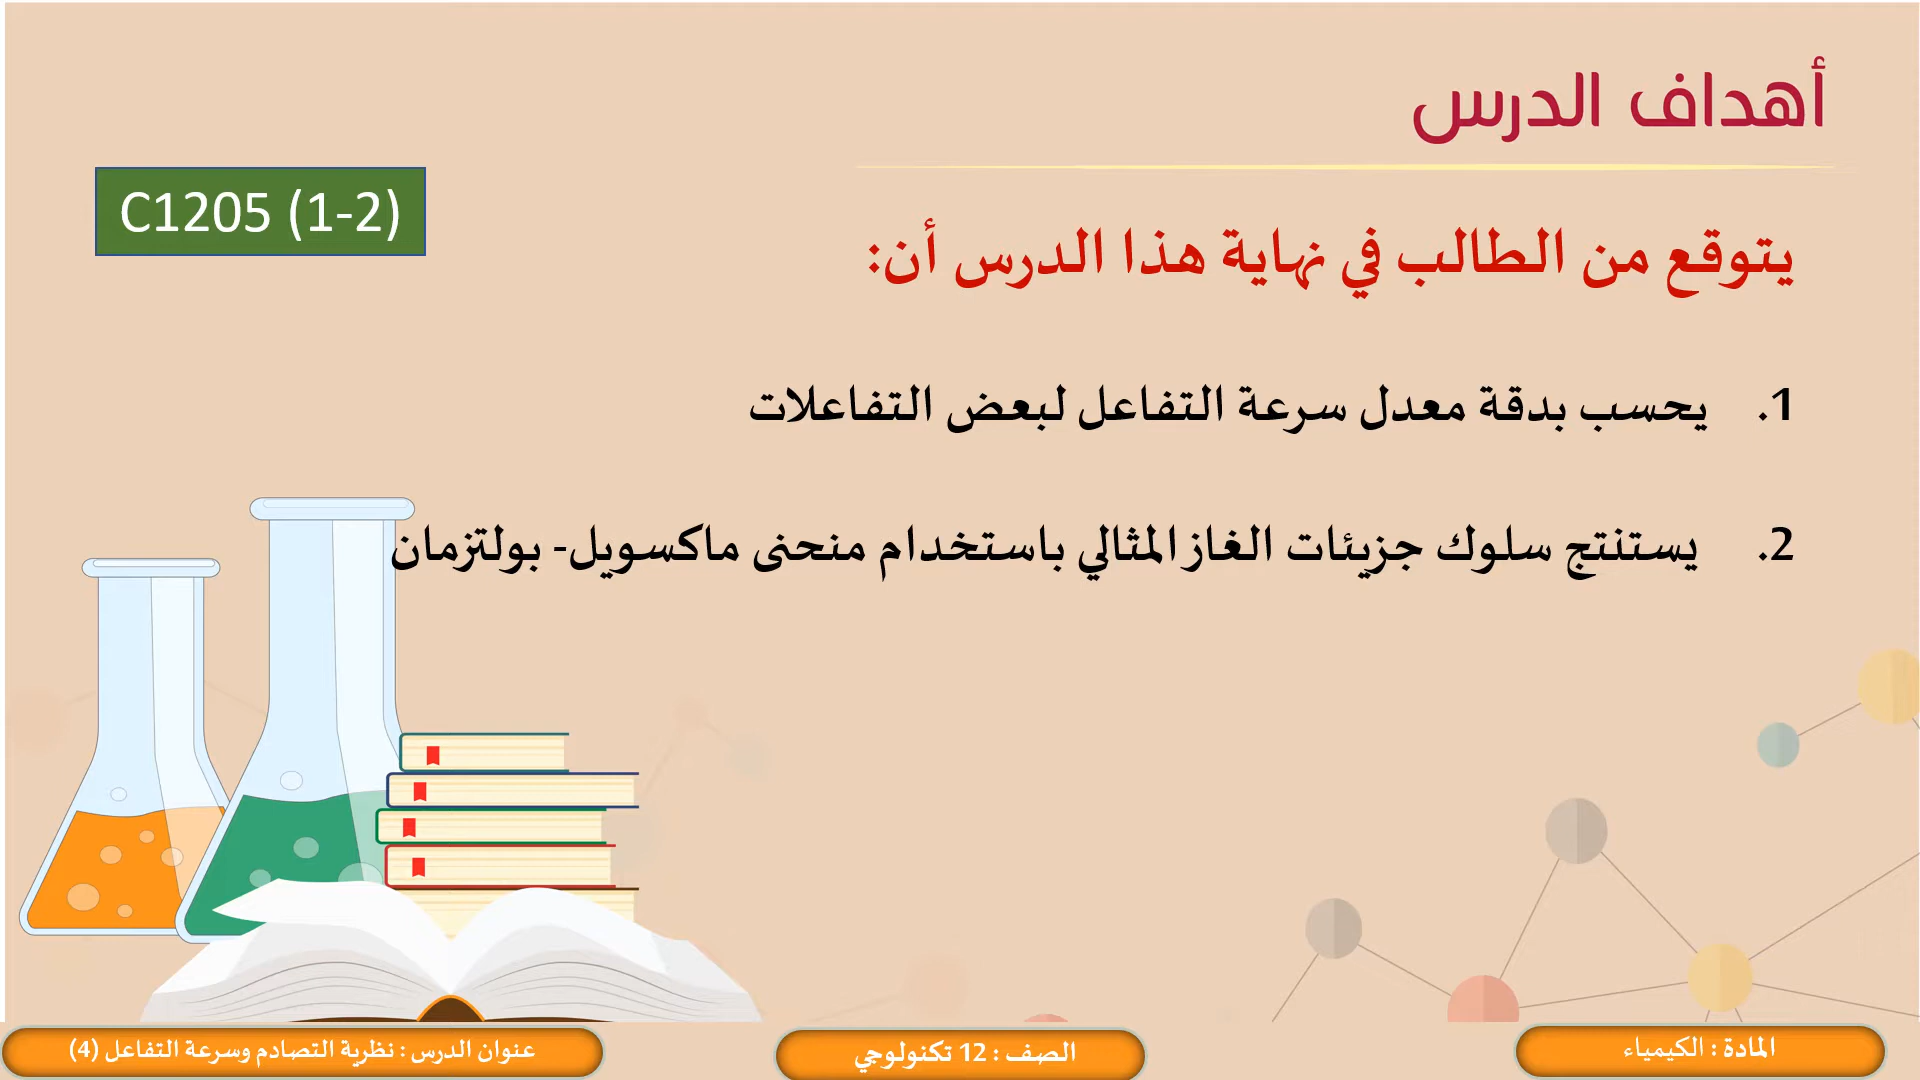 أهداف الدرس
C1205 (1-2)
يتوقع من الطالب في نهاية هذا الدرس أن:
1. يحسب بدقة معدل سرعة التفاعل لبعض التفاعلات
2. يستنتج سلوك جزيئات الغاز المثالي باستخدام منحنى ماكسويل- بولتزمان
المادة : الكيمياء
الصف : 12 تكنولوجي
عنوان الدرس : نظرية التصادم وسرعة التفاعل (4)